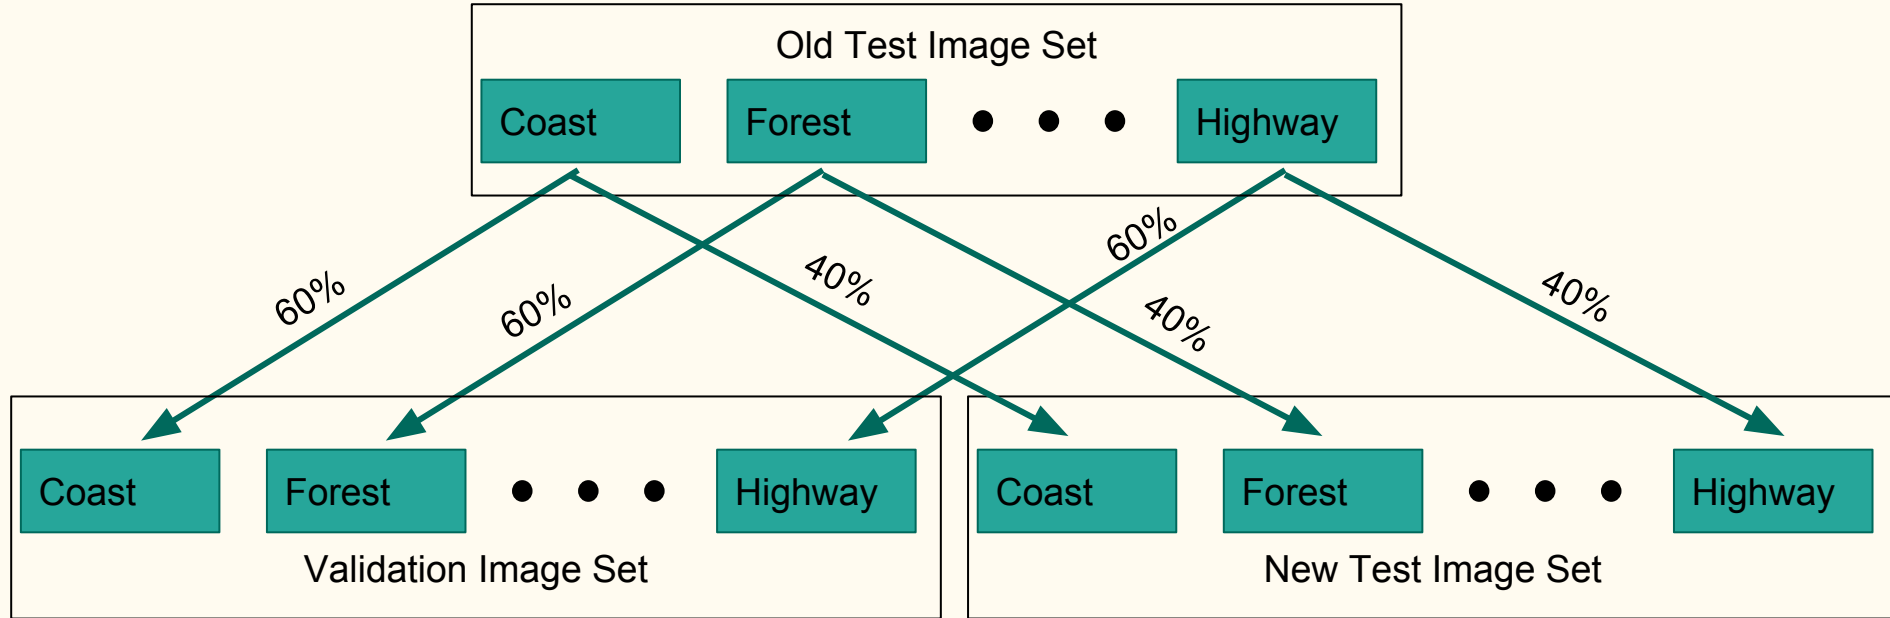 Old Test Image Set
Coast
Forest
Highway
60%
40%
60%
40%
60%
40%
Coast
Forest
Highway
Validation Image Set
Coast
Forest
Highway
New Test Image Set